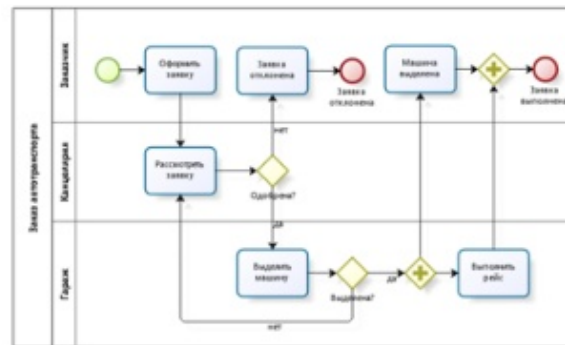 Заказ автотранспорта
Заказчик
Оформить
заявку
Заявка
отклонена
Заявка
отклонена
Машина
выделена
Заявка
выполнена
нет
Канцелярия
Рассмотреть
заявку
Одобрена?
да
Гараж
Выделить
машину
Выделена?
да
Выполнить
рейс
нет